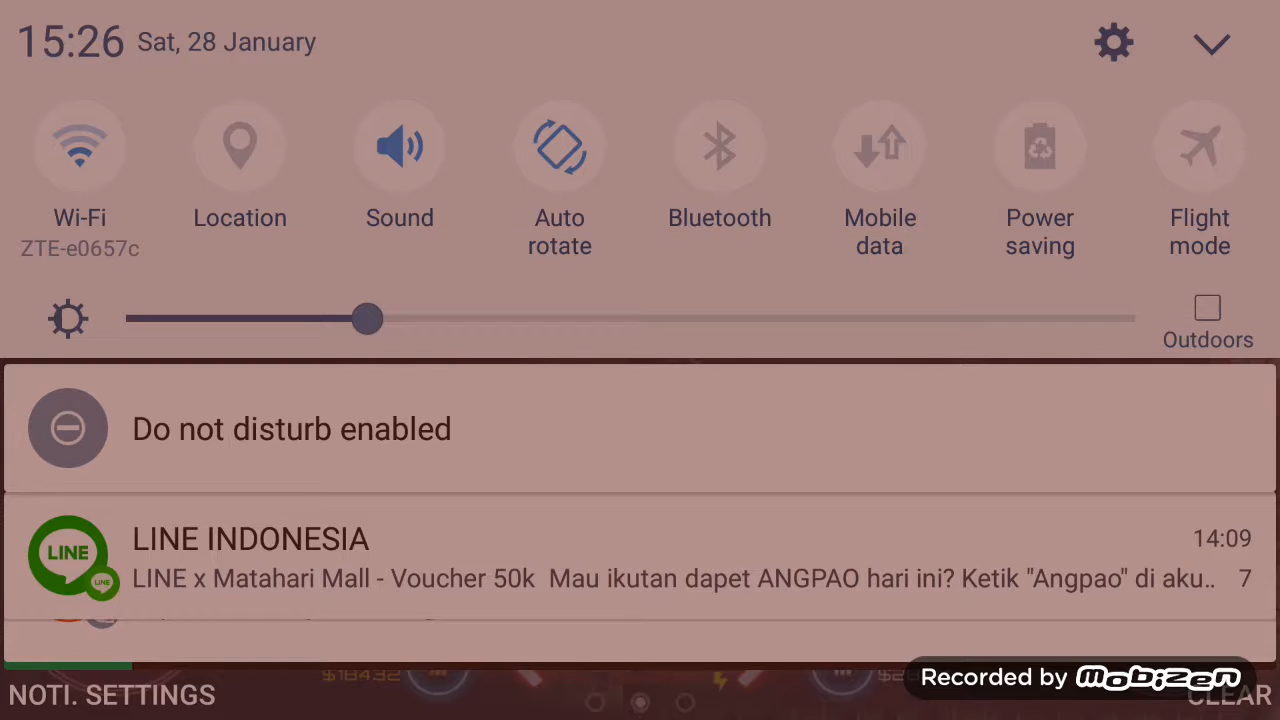 15:26 Sat, 28 January
Wi-Fi
ZTE-e0657c
Location
Sound
Auto
rotate
Bluetooth
Mobile
data
Power
saving
Flight
mode
Outdoors
Do not disturb enabled
LINE INDONESIA 14:09
LINE
LINE
LINE x Matahari Mall - Voucher 50k Mau ikutan dapet ANGPAO hari ini? Ketik "Angpao" di aku.. 7
$18432
Recorded by mobizen
NOTI. SETTINGS
CLEAR